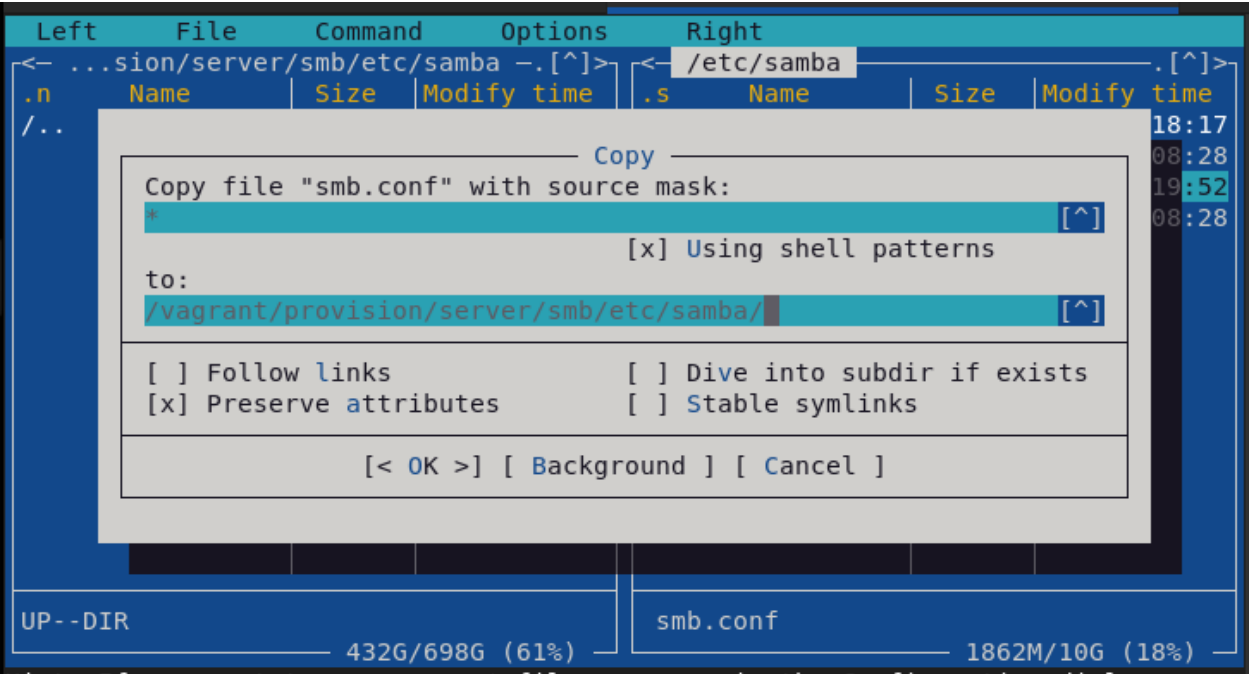 Left File Command Options Right
<— ...sion/server/smb/etc/samba —.[^]> <— /etc/samba .[^]>
.n Name Size Modify time .s Name Size Modify time
/.. 18:17
Copy 08:28
Copy file "smb.conf" with source mask: 19:52
* [^] 08:28
[x] Using shell patterns
to:
/vagrant/provision/server/smb/etc/samba/ [^]
[ ] Follow links [ ] Dive into subdir if exists
[x] Preserve attributes [ ] Stable symlinks
[< OK >] [ Background ] [ Cancel ]
UP--DIR smb.conf
432G/698G (61%) 1862M/10G (18%)